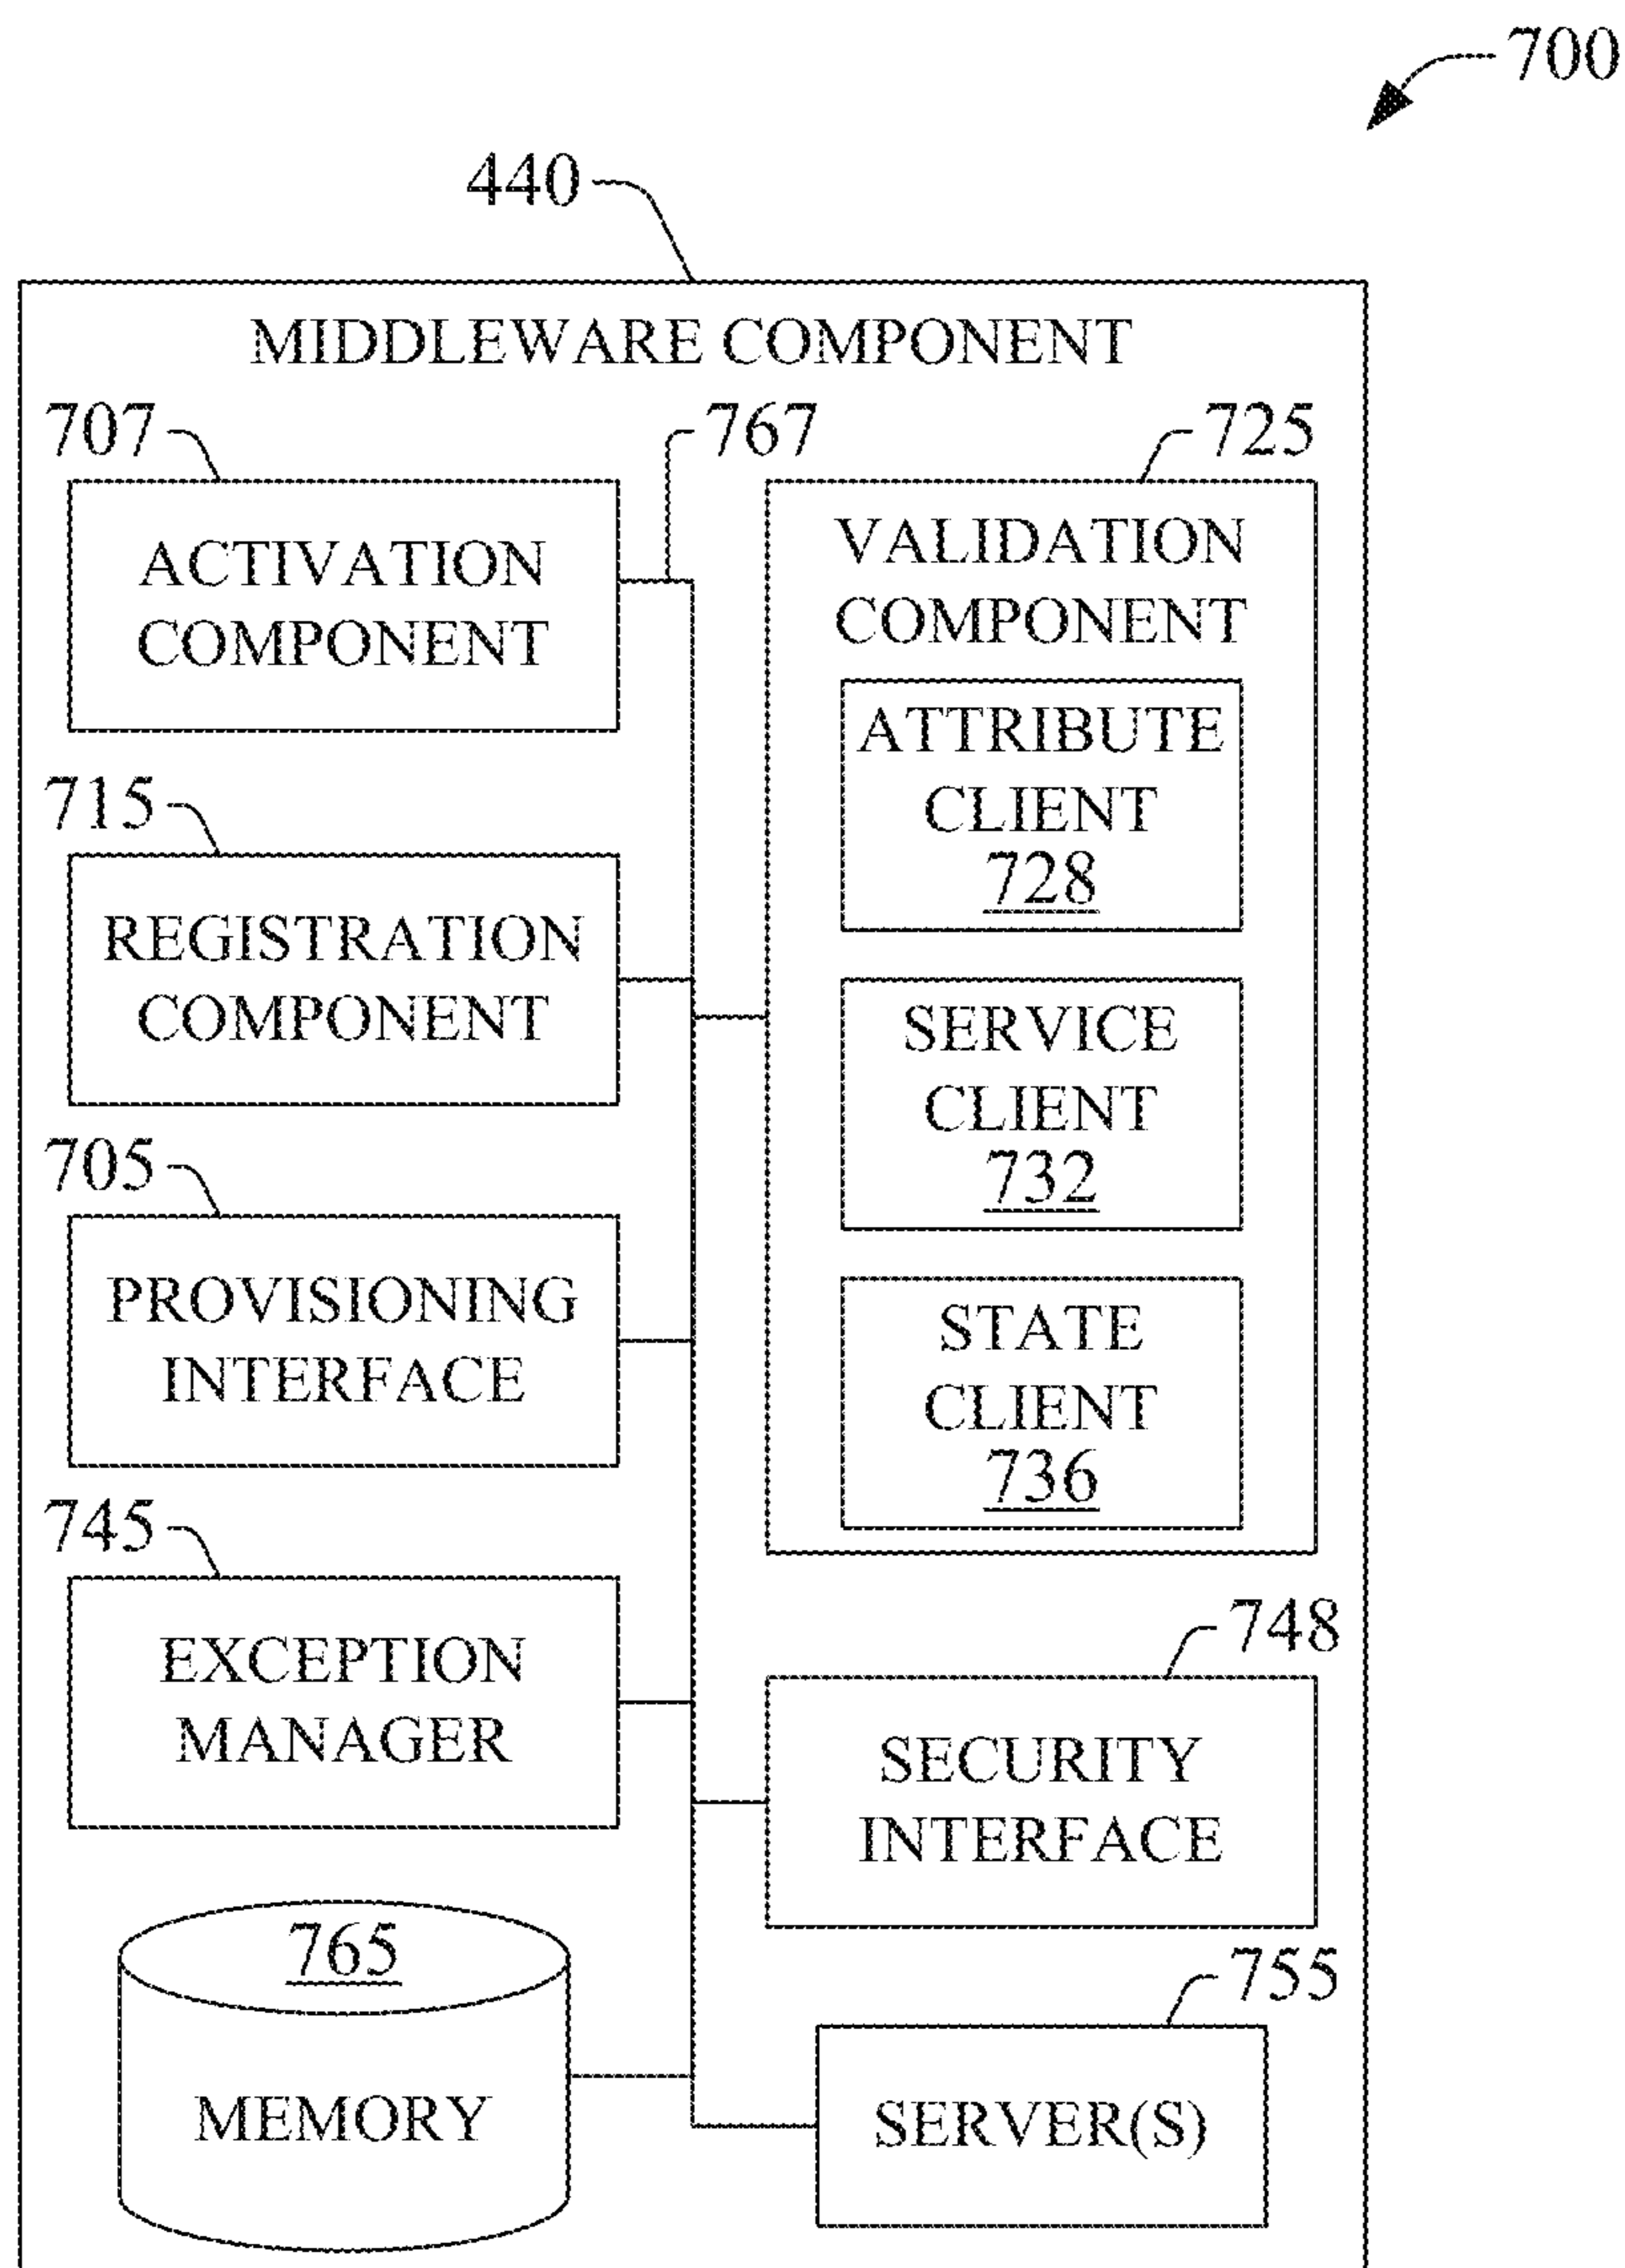 700
440
MIDDLEWARE COMPONENT
707
767
725
ACTIVATION
COMPONENT
VALIDATION
COMPONENT
ATTRIBUTE
CLIENT
728
715
REGISTRATION
COMPONENT
SERVICE
CLIENT
732
705
PROVISIONING
INTERFACE
STATE
CLIENT
736
745
EXCEPTION
MANAGER
748
SECURITY
INTERFACE
765
MEMORY
755
SERVER(S)